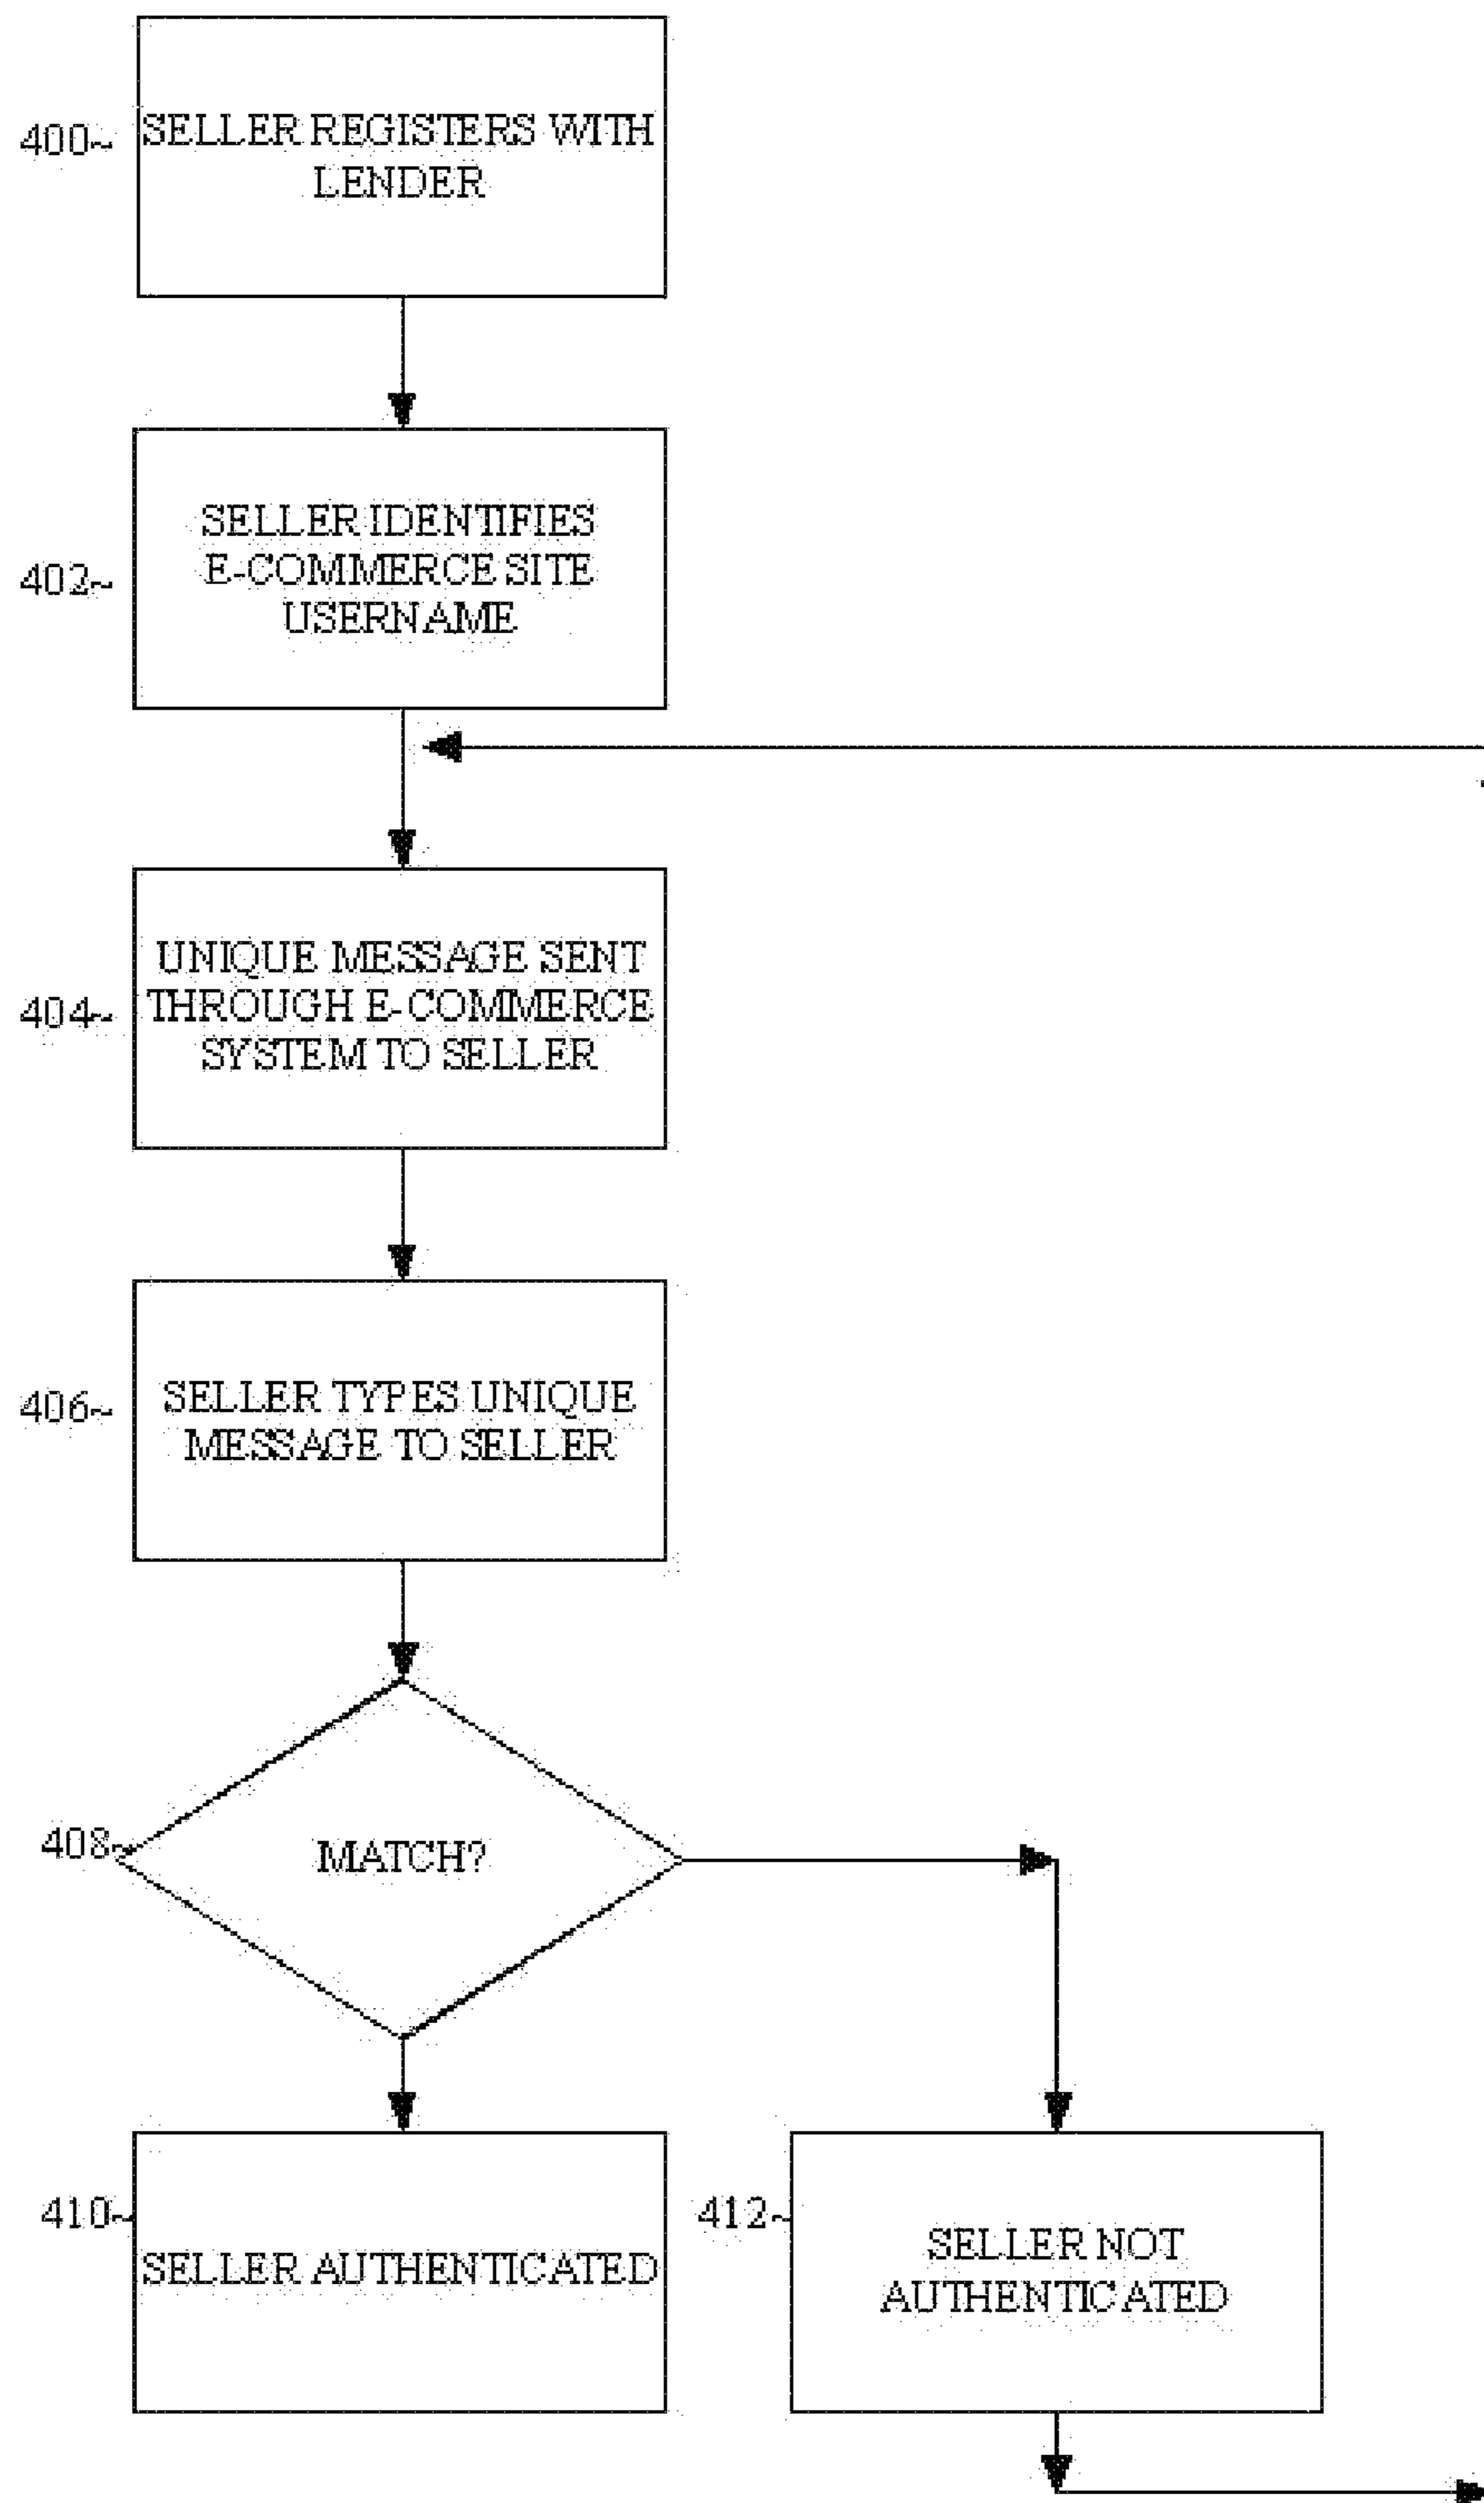 400~
SELLER REGISTERS WITH
LENDER
402~
SELLER IDENTIFIES
E-COMMERCE SITE
USERNAME
404~
UNIQUE MESSAGE SENT
THROUGH E-COMMERCE
SYSTEM TO SELLER
406~
SELLER TYPES UNIQUE
MESSAGE TO SELLER
408~
MATCH?
410~
SELLER AUTHENTICATED
412~
SELLER NOT
AUTHENTICATED